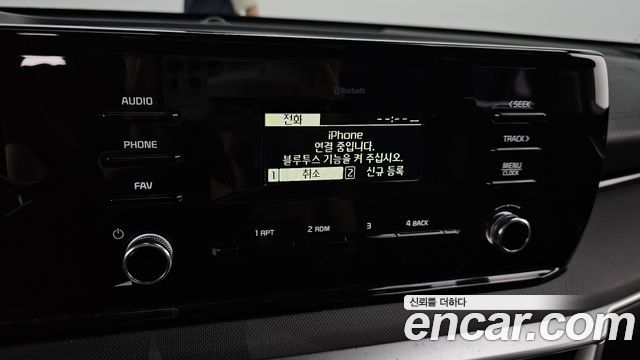 Bluetooth
AUDIO
PHONE
FAV
전화
--:--
iPhone
연결 중입니다.
블루투스 기능을 켜 주십시오.
1 취소 2 신규 등록
<SEEK
TRACK>
MENU
CLOCK
1 RPT 2 RDM 3 4 BACK
신뢰를 더하다
encar.com